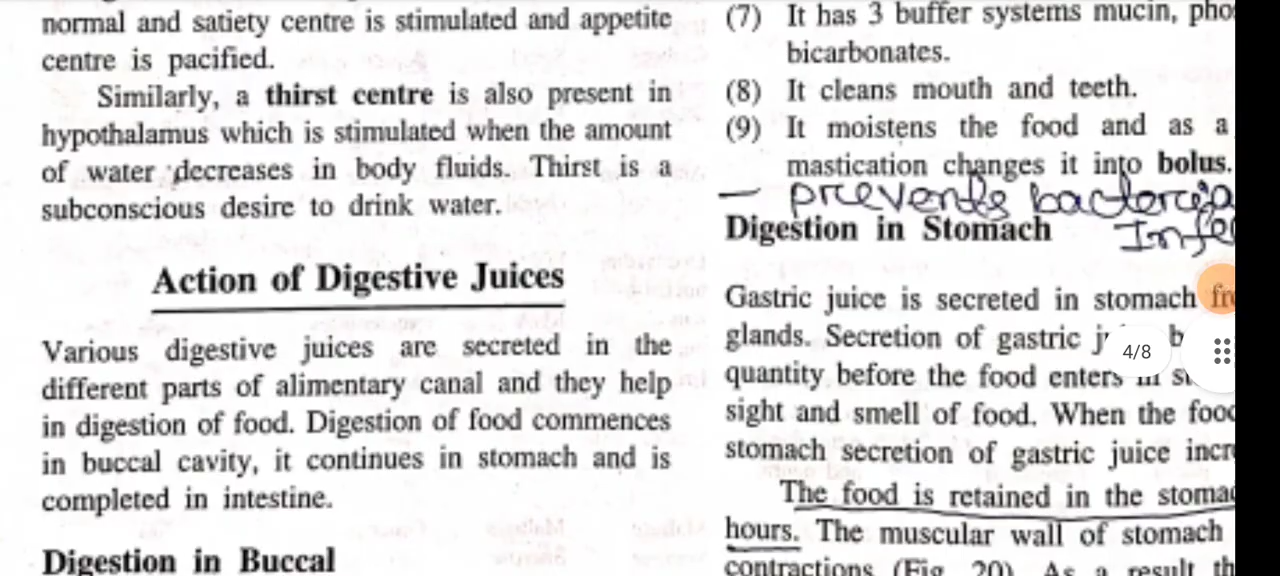 normal and satiety centre is stimulated and appetite
centre is pacified.
Similarly, a thirst centre is also present in
hypothalamus which is stimulated when the amount
of water decreases in body fluids. Thirst is a
subconscious desire to drink water.
Action of Digestive Juices
Various digestive juices are secreted in the
different parts of alimentary canal and they help
in digestion of food. Digestion of food commences
in buccal cavity, it continues in stomach and is
completed in intestine.
Digestion in Buccal
(7) It has 3 buffer systems mucin,
bicarbonates.
(8) It cleans mouth and teeth.
(9) It moistens the food and as a
mastication changes it into bolus.
— prevents
Digestion in Stomach
Gastric juice is secreted in stomach
glands. Secretion of gastric
quantity before the food enters
sight and smell of food. When the
stomach secretion of gastric juice
The food is retained in the
hours. The muscular wall of stomach
contractions (Fig. 20). As a result
4/8